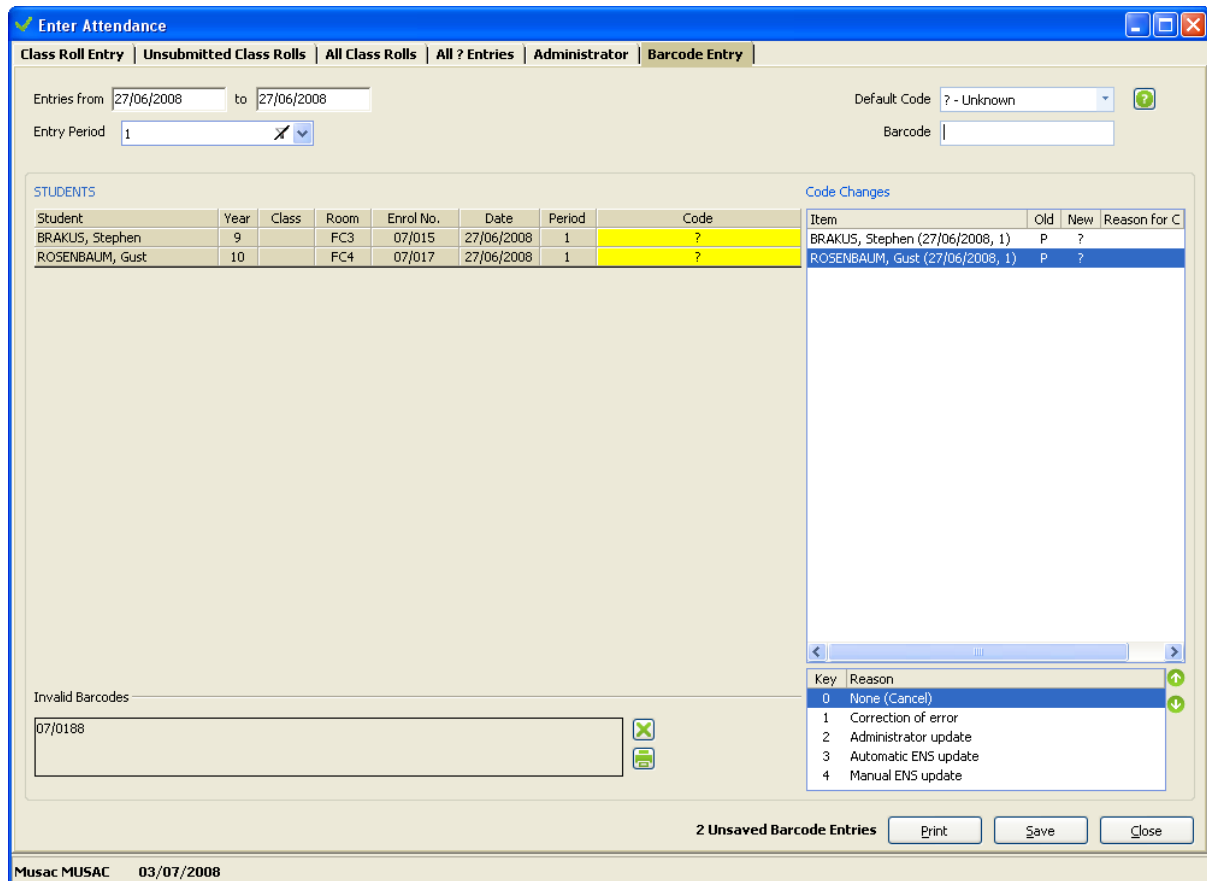 Enter Attendance
Class Roll Entry Unsubmitted Class Rolls All Class Rolls All ? Entries Administrator Barcode Entry
Entries from 27/06/2008 to 27/06/2008 Default Code ? - Unknown ?
Entry Period 1 Barcode
STUDENTS Code Changes
Student Year Class Room Enrol No. Date Period Code Item Old New Reason for C
BRAKUS, Stephen 9 FC3 07/015 27/06/2008 1 ? BRAKUS, Stephen (27/06/2008, 1) P ?
ROSENBAUM, Gust 10 FC4 07/017 27/06/2008 1 ? ROSENBAUM, Gust (27/06/2008, 1) P ?
Key Reason
Invalid Barcodes 0 None (Cancel)
07/0188 1 Correction of error
2 Administrator update
3 Automatic ENS update
4 Manual ENS update
2 Unsaved Barcode Entries Print Save Close
Musac MUSAC 03/07/2008